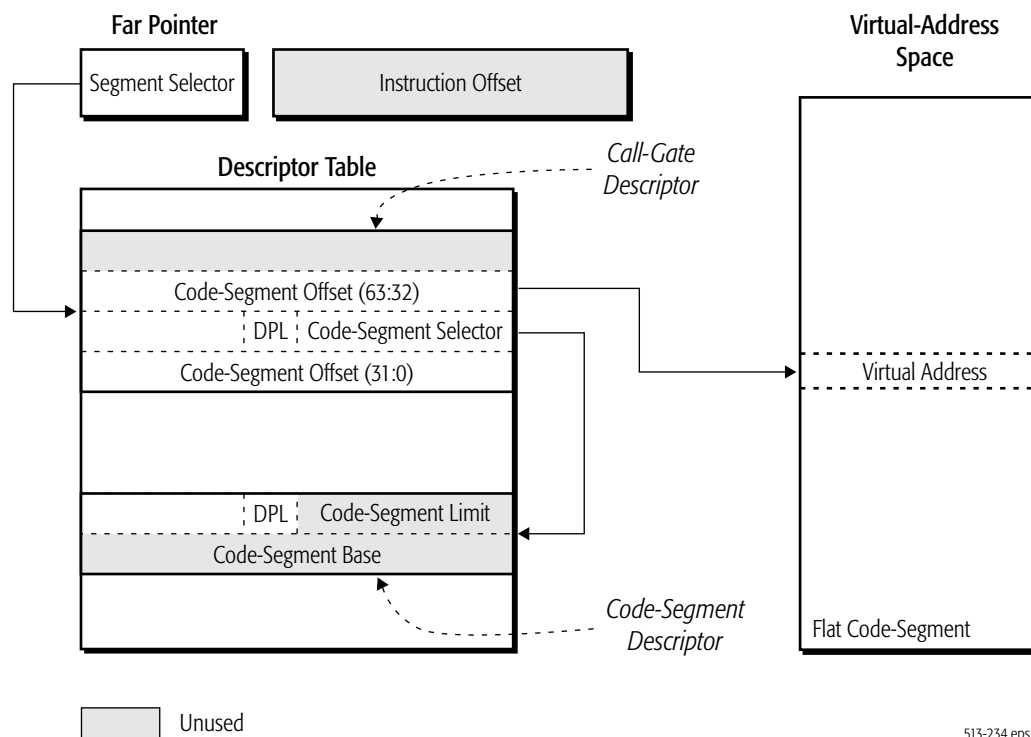 Far Pointer
Virtual-Address
Space
Segment Selector
Instruction Offset
Descriptor Table
Call-Gate
Descriptor
Code-Segment Offset (63:32)
DPL
Code-Segment Selector
Code-Segment Offset (31:0)
Virtual Address
DPL
Code-Segment Limit
Code-Segment Base
Code-Segment
Descriptor
Flat Code-Segment
Unused
513-234 eps